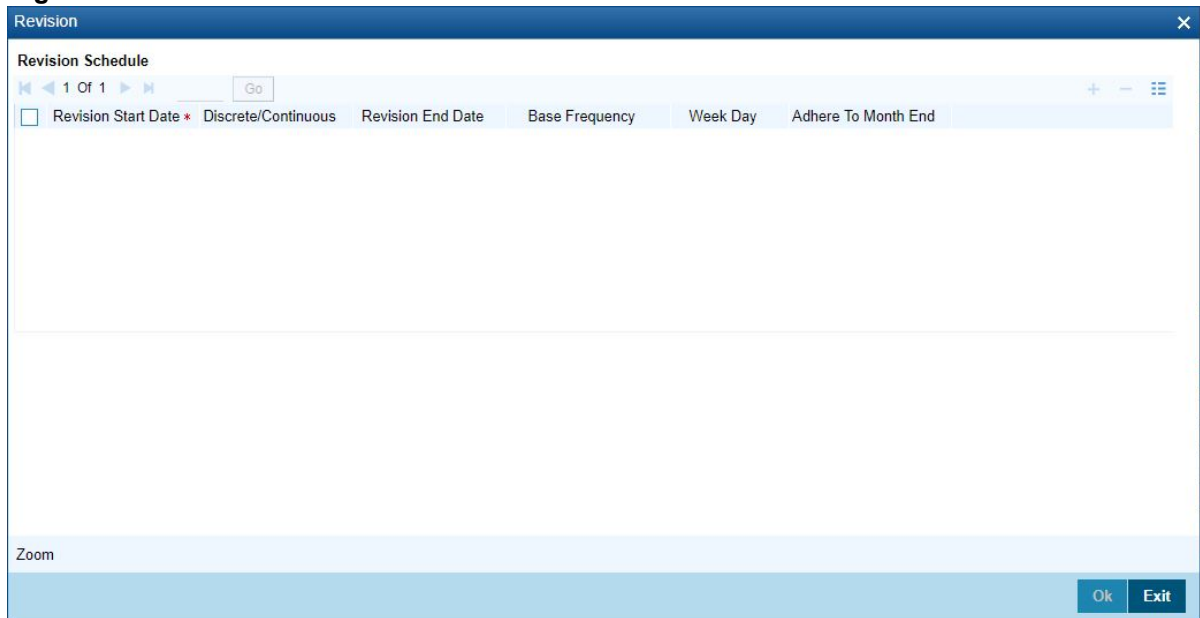 Revision
Revision Schedule
1 Of 1 Go
Revision Start Date * Discrete/Continuous Revision End Date Base Frequency Week Day Adhere To Month End
Zoom
Ok Exit